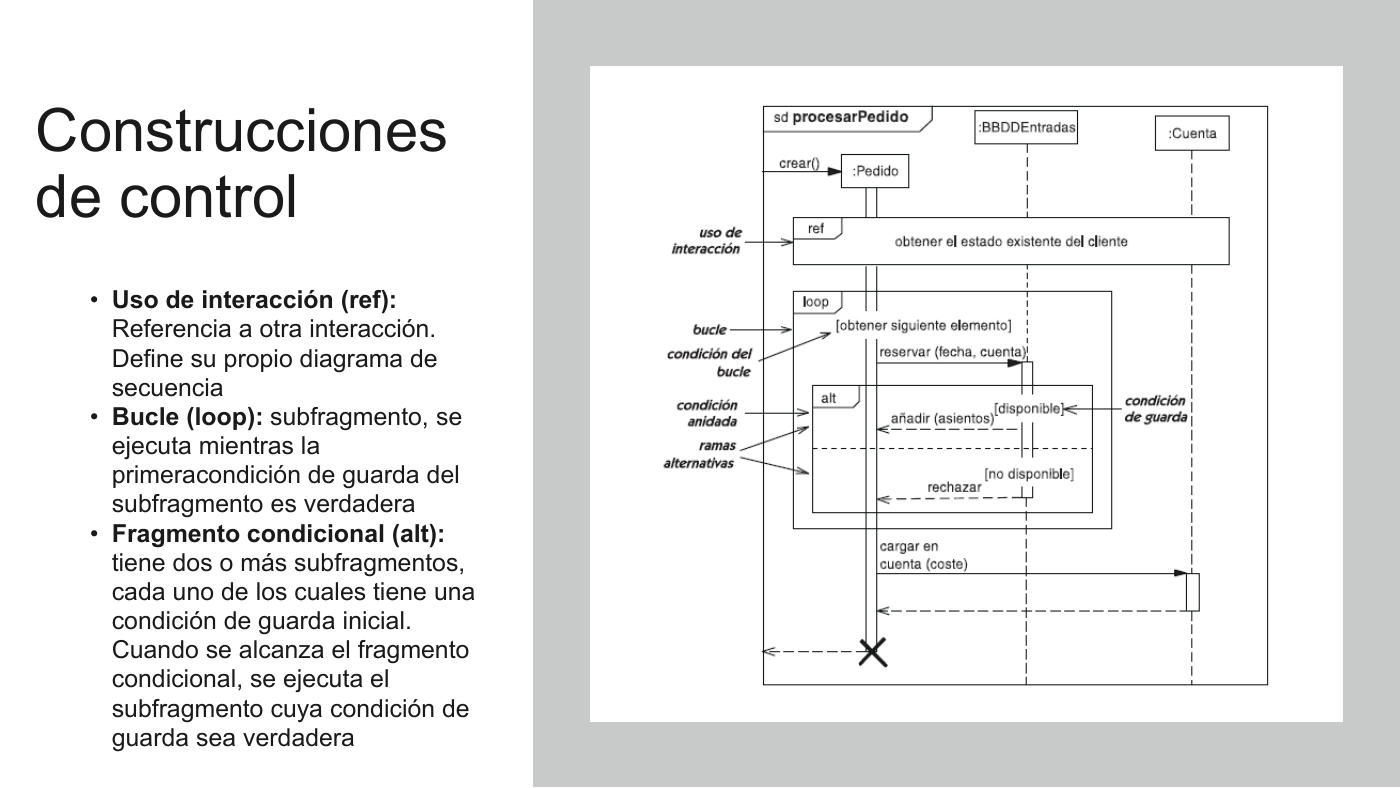 Construcciones
de control
• Uso de interacción (ref):
Referencia a otra interacción.
Define su propio diagrama de
secuencia
• Bucle (loop): subfragmento, se
ejecuta mientras la
primeracondición de guarda del
subfragmento es verdadera
• Fragmento condicional (alt):
tiene dos o más subfragmentos,
cada uno de los cuales tiene una
condición de guarda inicial.
Cuando se alcanza el fragmento
condicional, se ejecuta el
subfragmento cuya condición de
guarda sea verdadera
sd procesarPedido
:BBDDEntradas
:Cuenta
crear()
:Pedido
uso de
interacción
ref
obtener el estado existente del cliente
loop
bucle
[obtener siguiente elemento]
condición del
bucle
reservar (fecha, cuenta)
alt
condición
anidada
[disponible]
condición
de guarda
añadir (asientos)
ramas
alternativas
[no disponible]
rechazar
cargar en
cuenta (coste)